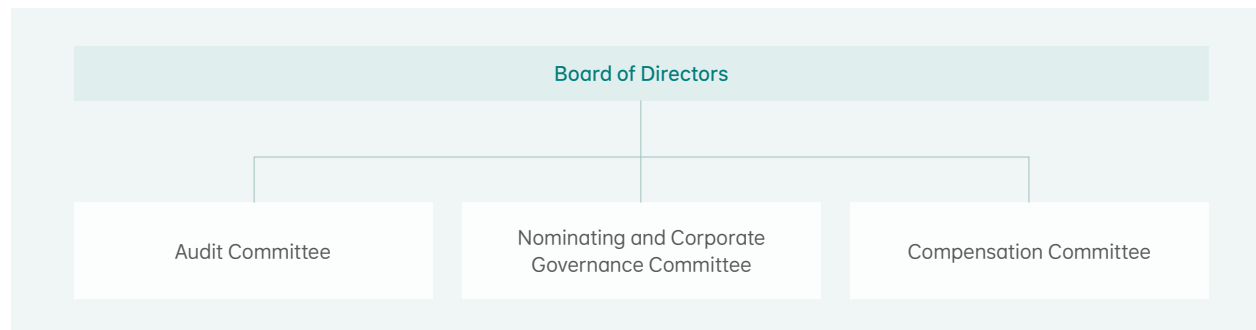 Board of Directors
Audit Committee
Nominating and Corporate
Governance Committee
Compensation Committee